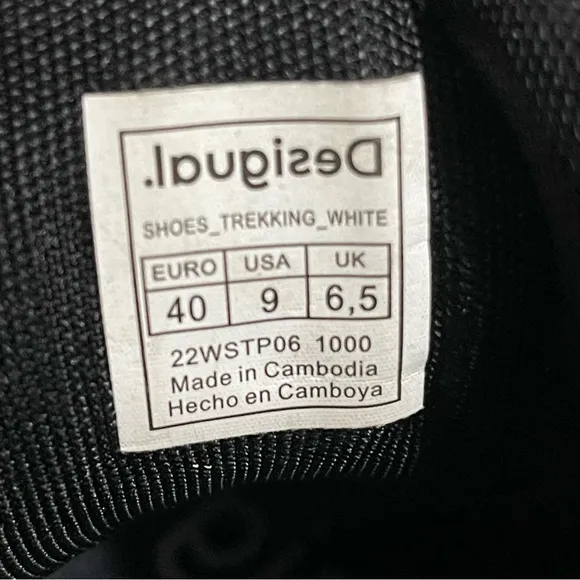 Desigual.
SHOES_TREKKING_WHITE
EURO USA UK
40 9 6,5
22WSTP06 1000
Made in Cambodia
Hecho en Camboya